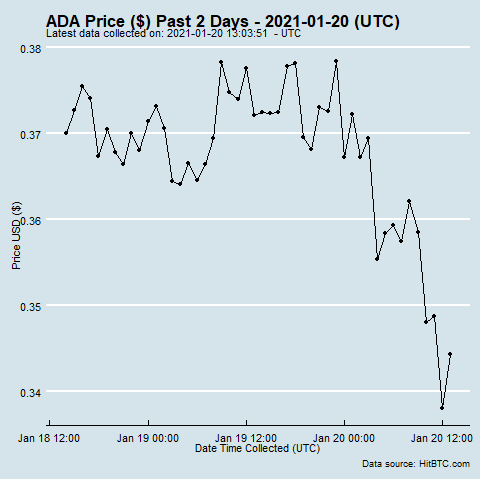 ADA Price ($) Past 2 Days - 2021-01-20 (UTC)
Latest data collected on: 2021-01-20 13:03:51 - UTC
0.38
0.37
0.36
0.35
0.34
Price USD ($)
Jan 18 12:00 Jan 19 00:00 Jan 19 12:00 Jan 20 00:00 Jan 20 12:00
Date Time Collected (UTC)
Data source: HitBTC.com